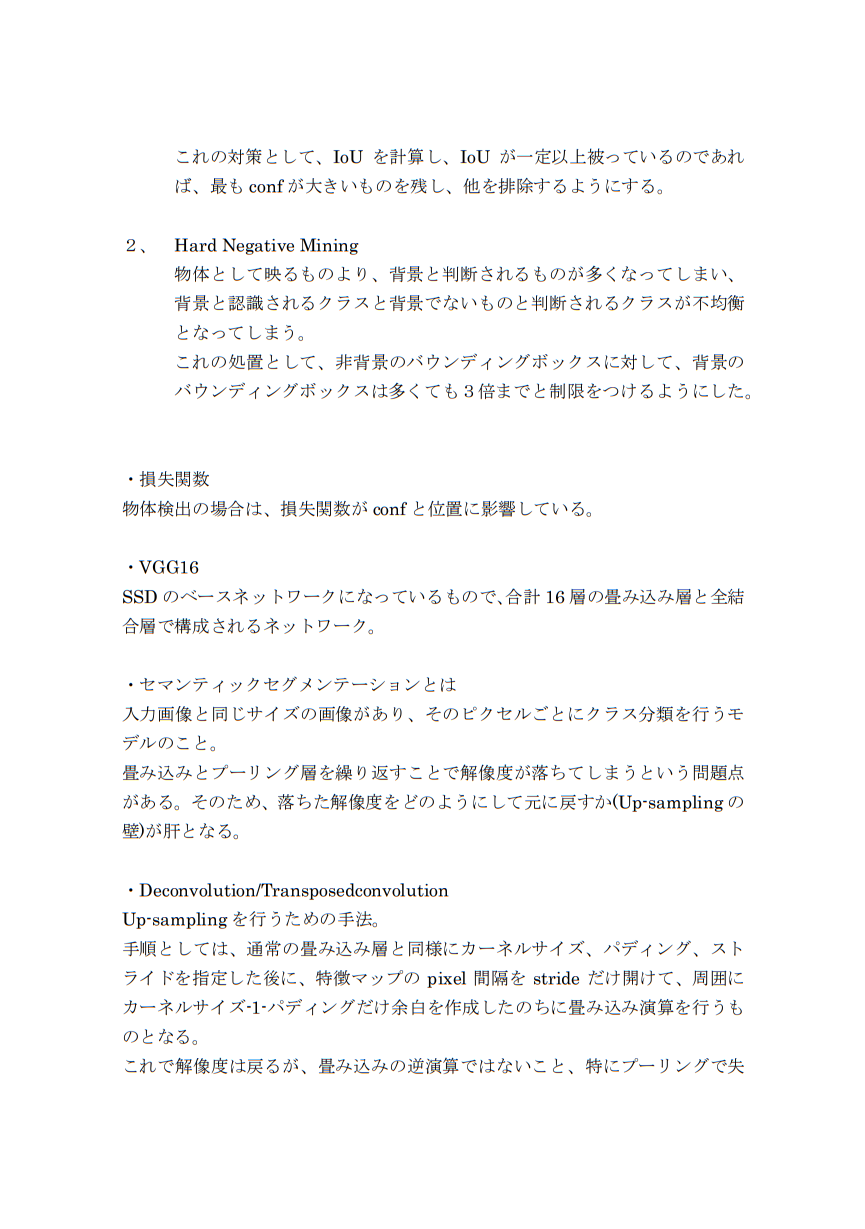 これの対策として、IoU を計算し、IoU が一定以上被っているのであれ
ば、最も conf が大きいものを残し、他を排除するようにする。
２、 Hard Negative Mining
物体として映るものより、背景と判断されるものが多くなってしまい、
背景と認識されるクラスと背景でないものと判断されるクラスが不均衡
となってしまう。
これの処置として、非背景のバウンディングボックスに対して、背景の
バウンディングボックスは多くても３倍までと制限をつけるようにした。
・損失関数
物体検出の場合は、損失関数が conf と位置に影響している。
・VGG16
SSD のベースネットワークになっているもので、合計 16 層の畳み込み層と全結
合層で構成されるネットワーク。
・セマンティックセグメンテーションとは
入力画像と同じサイズの画像があり、そのピクセルごとにクラス分類を行うモ
デルのこと。
畳み込みとプーリング層を繰り返すことで解像度が落ちてしまうという問題点
がある。そのため、落ちた解像度をどのようにして元に戻すか(Up-sampling の
壁)が肝となる。
・Deconvolution/Transposedconvolution
Up-sampling を行うための手法。
手順としては、通常の畳み込み層と同様にカーネルサイズ、パディング、スト
ライドを指定した後に、特徴マップの pixel 間隔を stride だけ開けて、周囲に
カーネルサイズ-1-パディングだけ余白を作成したのちに畳み込み演算を行うも
のとなる。
これで解像度は戻るが、畳み込みの逆演算ではないこと、特にプーリングで失